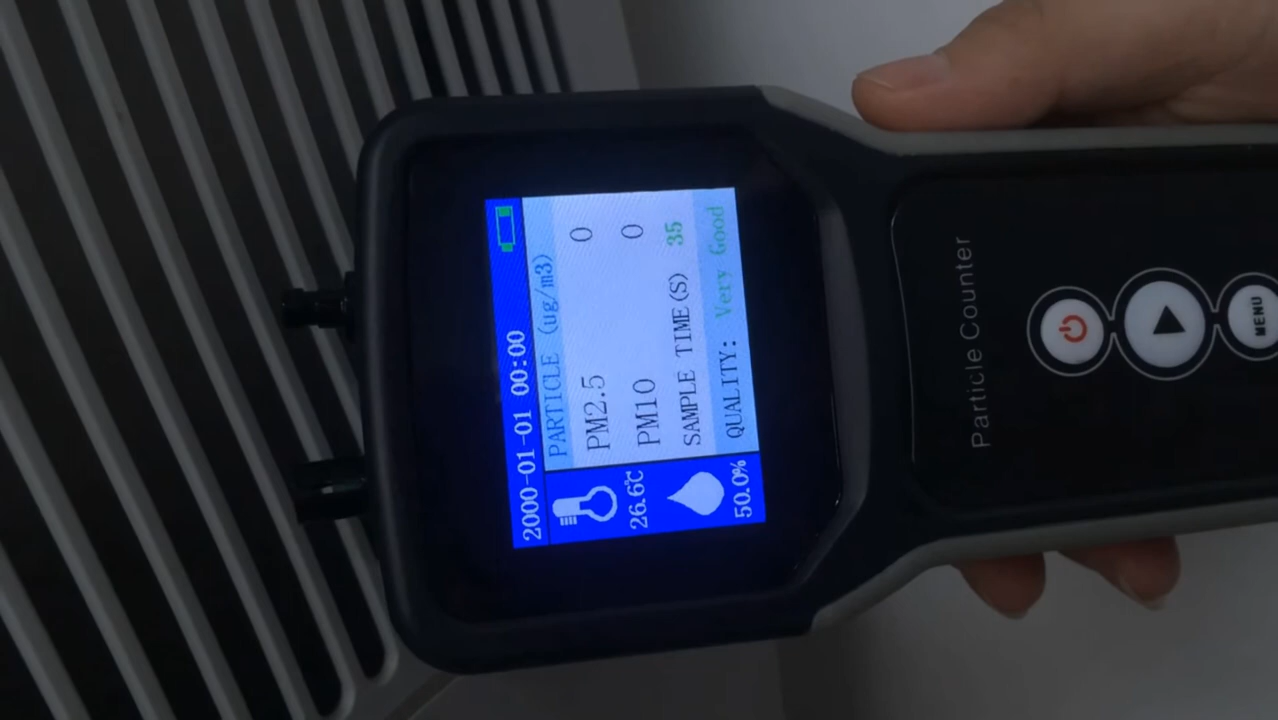 2000-01-01 00:00
PARTICLE (ug/m3)
PM2.5 0
PM10 0
SAMPLE TIME(S) 35
QUALITY: Very Good
26.6℃
50.0%
Particle Counter
MENU